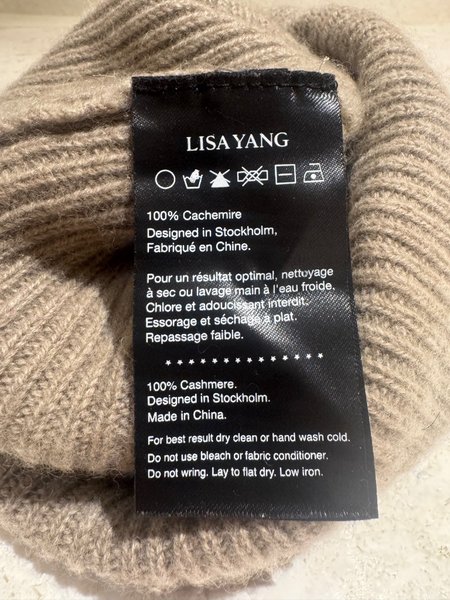 LISA YANG
100% Cachemire
Designed in Stockholm,
Fabriqué en Chine.
Pour un résultat optimal, nettoyage
à sec ou lavage main à l'eau froide.
Chlore et adoucissant interdit.
Essorage et séchage à plat.
Repassage faible.
* * * * * * * * * * * * *
100% Cashmere.
Designed in Stockholm.
Made in China.
For best result dry clean or hand wash cold.
Do not use bleach or fabric conditioner.
Do not wring. Lay to flat dry. Low iron.